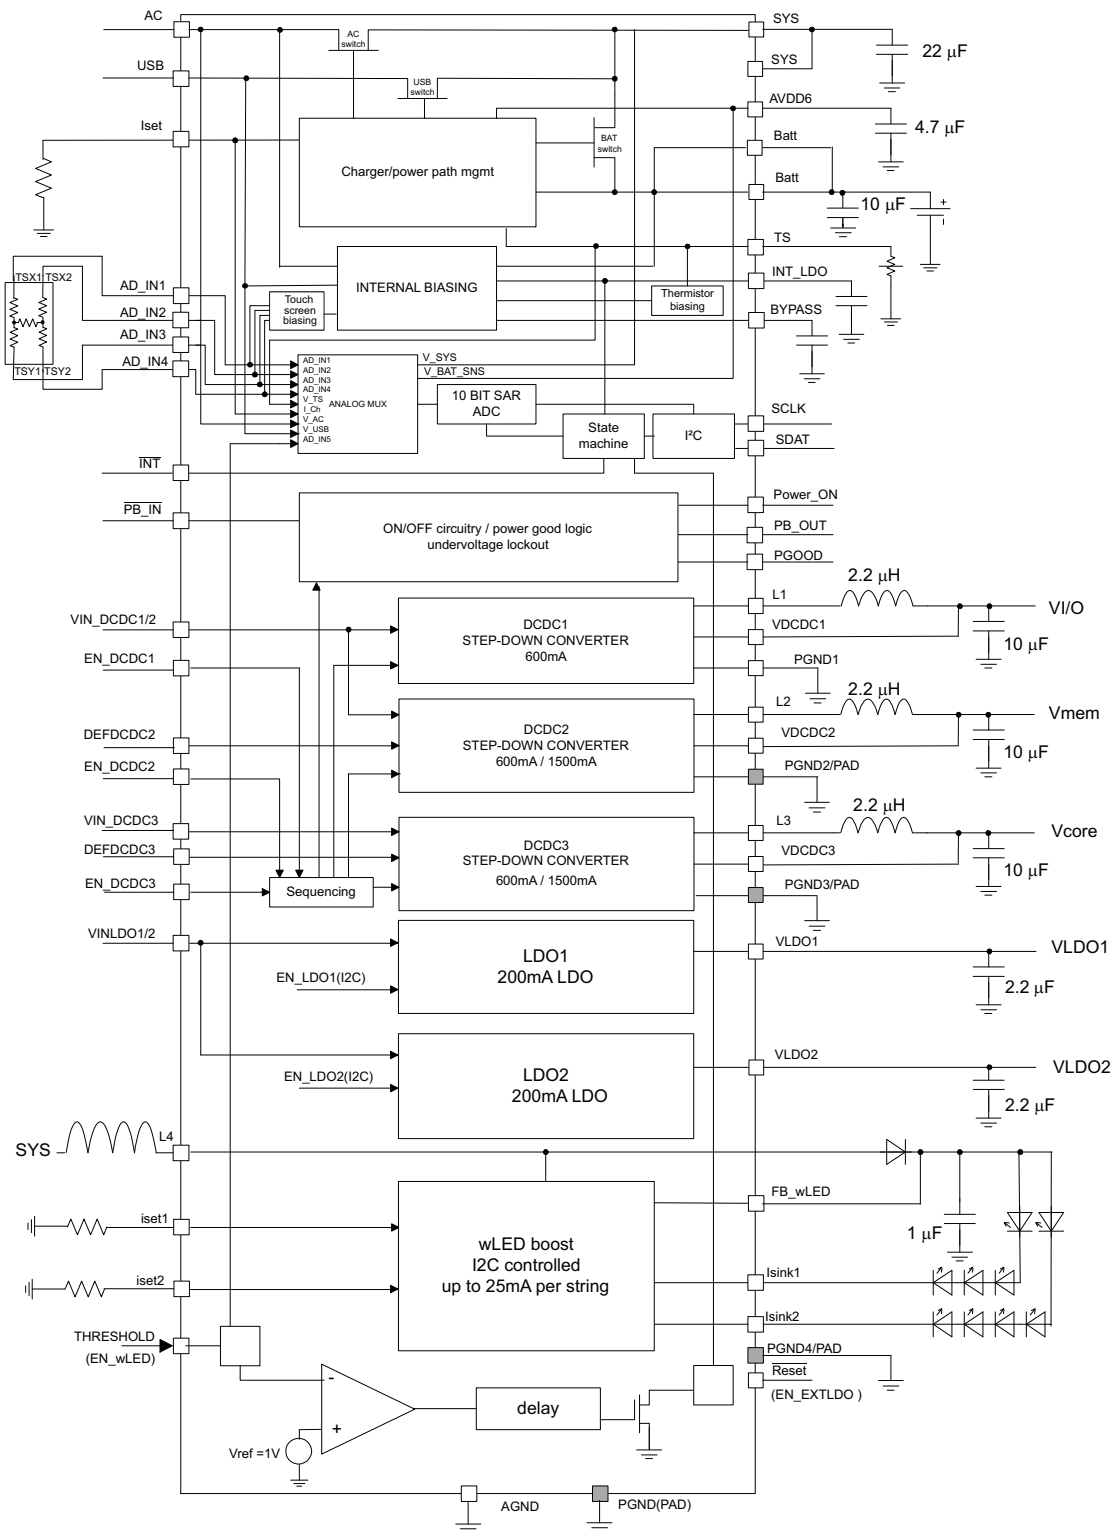 AC
SYS
AC
switch
22 μF
USB
SYS
USB
switch
AVDD6
4.7 μF
Iset
Batt
BAT
switch
Charger/power path mgmt
Batt
10 μF
+
-
TS
TSX1 TSX2
INT_LDO
AD_IN1
INTERNAL BIASING
Touch
screen
biasing
Thermistor
biasing
AD_IN2
BYPASS
AD_IN3
AD_IN4
TSY1 TSY2
V_SYS
V_BAT_SNS
AD_IN1
AD_IN2
AD_IN3
AD_IN4
V_TS
I_Ch
V_AC
V_USB
AD_IN5
ANALOG MUX
10 BIT SAR
ADC
SCLK
State
machine
I²C
SDAT
INT
Power_ON
PB_IN
ON/OFF circuitry / power good logic
undervoltage lockout
PB_OUT
PGOOD
2.2 μH
L1
VI/O
VIN_DCDC1/2
DCDC1
STEP-DOWN CONVERTER
600mA
VDCDC1
10 μF
EN_DCDC1
PGND1
2.2 μH
L2
Vmem
DEFDCDC2
DCDC2
STEP-DOWN CONVERTER
600mA / 1500mA
VDCDC2
10 μF
EN_DCDC2
PGND2/PAD
2.2 μH
VIN_DCDC3
L3
Vcore
DEFDCDC3
DCDC3
STEP-DOWN CONVERTER
600mA / 1500mA
VDCDC3
10 μF
EN_DCDC3
Sequencing
PGND3/PAD
VINLDO1/2
VLDO1
VLDO1
LDO1
200mA LDO
EN_LDO1(I2C)
2.2 μF
VLDO2
VLDO2
LDO2
200mA LDO
EN_LDO2(I2C)
2.2 μF
SYS
L4
FB_wLED
iset1
1 μF
wLED boost
I2C controlled
up to 25mA per string
iset2
Isink1
Isink2
THRESHOLD
(EN_wLED)
PGND4/PAD
Reset
(EN_EXTLDO )
-
+
delay
Vref =1V
AGND
PGND(PAD)